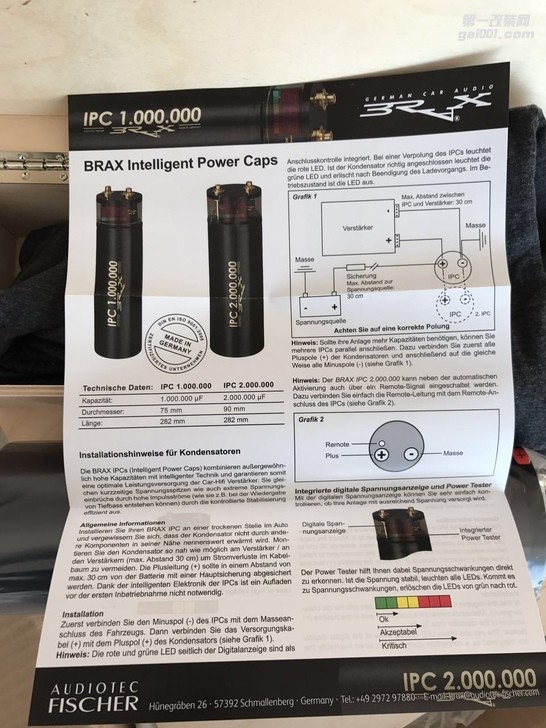 第一改装网
gai001.com
IPC 1.000.000
BRAX
GERMAN CAR AUDIO
BRAX
BRAX Intelligent Power Caps
IPC 1.000.000
BRAX
IPC 2.000.000
BRAX
DIN EN ISO 9001:2000
MADE IN
GERMANY
ZERTIFIZIERTES UNTERNEHMEN
Technische Daten: IPC 1.000.000 IPC 2.000.000
Kapazität: 1.000.000 µF 2.000.000 µF
Durchmesser: 75 mm 90 mm
Länge: 282 mm 282 mm
Installationshinweise für Kondensatoren
Die BRAX IPCs (Intelligent Power Caps) kombinieren außergewöhn-
lich hohe Kapazitäten mit intelligenter Technik und garantieren somit
eine optimale Leistungsversorgung der Car-Hifi Verstärker. Sie glei-
chen kurzzeitige Spannungsspitzen wie auch extreme Spannungs-
einbrüche durch hohe Impulsströme (wie sie z.B. bei der Wiedergabe
von Tiefbass entstehen können) durch die kontrollierte Stabilisierung
effizient aus.
Allgemeine Informationen
Installieren Sie Ihren BRAX IPC an einer trockenen Stelle im Auto
und vergewissern Sie sich, dass der Kondensator nicht durch ande-
re Komponenten in seiner Nähe nennenswert erwärmt wird. Mon-
tieren Sie den Kondensator so nah wie möglich am Verstärker / an
den Verstärkern (max. Abstand 30 cm) um Stromverluste im Kabel-
baum zu vermeiden. Die Plusleitung (+) sollte in einem Abstand von
max. 30 cm von der Batterie mit einer Hauptsicherung abgesichert
werden. Dank der intelligenten Elektronik der IPCs ist ein Aufladen
vor der ersten Inbetriebnahme nicht notwendig.
Installation
Zuerst verbinden Sie den Minuspol (-) des IPCs mit dem Massean-
schluss des Fahrzeugs. Dann verbinden Sie das Versorgungska-
bel (+) mit dem Pluspol (+) des Kondensators (siehe Grafik 1).
Hinweis: Die rote und grüne LED seitlich der Digitalanzeige sind als
Anschlusskontrolle integriert. Bei einer Verpolung des IPCs leuchtet
die rote LED. Ist der Kondensator richtig angeschlossen leuchtet die
grüne LED und erlischt nach Beendigung des Ladevorgangs. Im Be-
triebszustand ist die LED aus.
Grafik 1
Max. Abstand zwischen
IPC und Verstärker: 30 cm
Verstärker
-
+
Masse
Masse
Sicherung
Max. Abstand zur
Spannungsquelle:
30 cm
+ -
IPC
+ -
IPC
2. IPC
- +
Spannungsquelle
Achten Sie auf eine korrekte Polung
Hinweis: Sollte Ihre Anlage mehr Kapazitäten benötigen, können Sie
mehrere IPCs parallel anschließen. Dazu verbinden Sie zuerst alle
Pluspole (+) der Kondensatoren und anschließend auf die gleiche
Weise alle Minuspole (-) (siehe Grafik 1).
Hinweis: Der BRAX IPC 2.000.000 kann neben der automatischen
Aktivierung auch über ein Remote-Signal eingeschaltet werden.
Dazu verbinden Sie einfach die Remote-Leitung mit dem Remote-An-
schluss des IPCs (siehe Grafik 2).
Grafik 2
Remote
Plus
+ -
Masse
Integrierte digitale Spannungsanzeige und Power Tester
Mit der digitalen Spannungsanzeige können Sie sehr einfach kon-
trollieren, ob Ihre Anlage mit ausreichend Spannung versorgt wird.
Digitale Span-
nungsanzeige
Integrierter
Power Tester
Der Power Tester hilft Ihnen dabei Spannungsschwankungen direkt
zu erkennen. Ist die Spannung stabil, leuchten alle LEDs. Kommt es
zu Spannungsschwankungen, erlöschen die LEDs von grün nach rot.
Ok
Akzeptabel
Kritisch
IPC 2.000.000
BRAX
AUDIOTEC
FISCHER
Hünegräben 26 · 57392 Schmallenberg · Germany · Tel.: +49 2972 97880